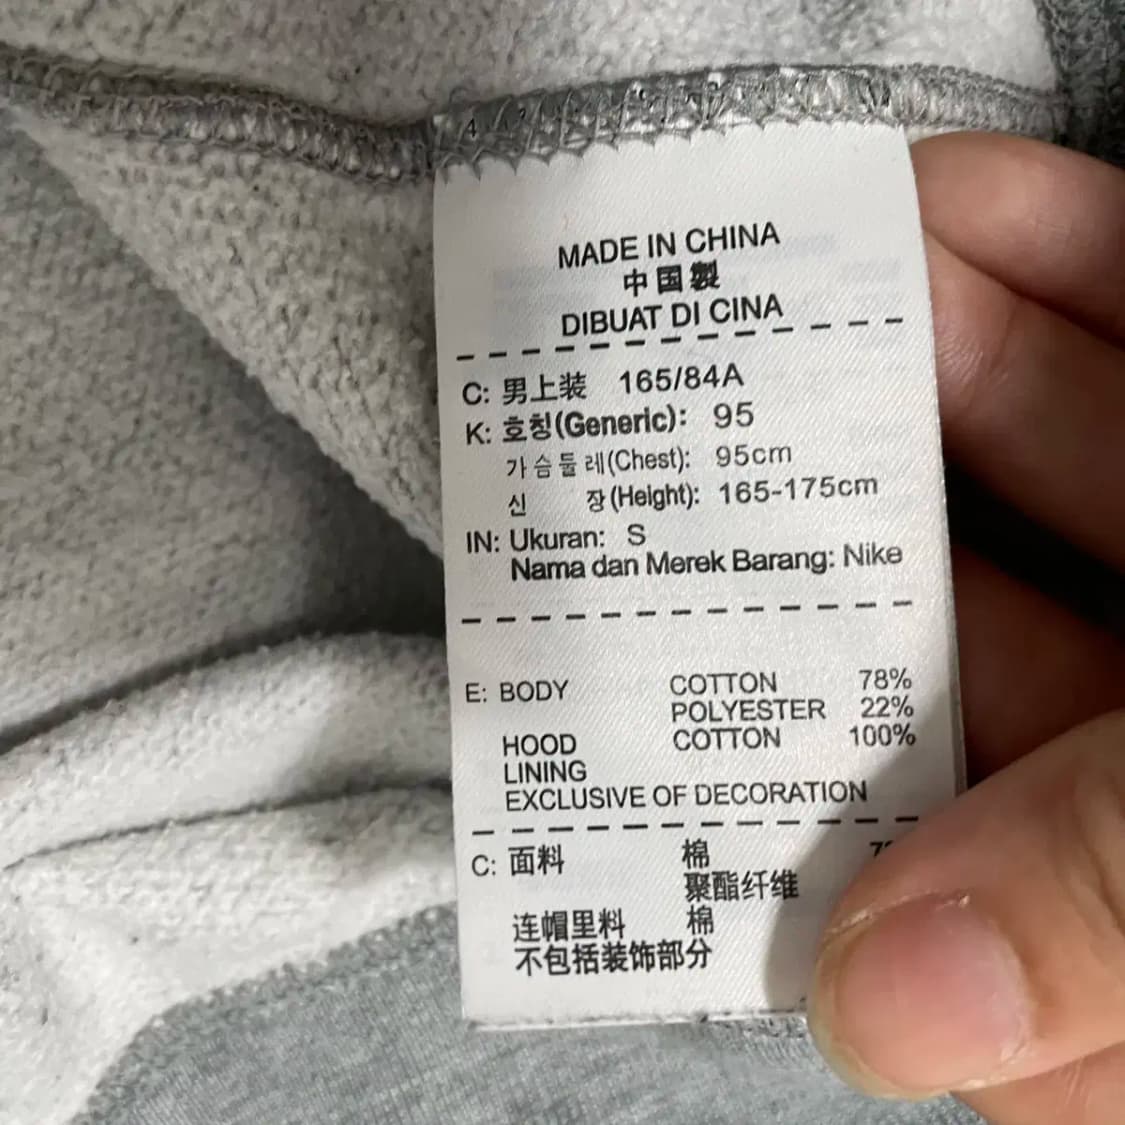 MADE IN CHINA
中国製
DIBUAT DI CINA
C: 男上装 165/84A
K: 호칭(Generic): 95
가슴둘레(Chest): 95cm
신 장(Height): 165-175cm
IN: Ukuran: S
Nama dan Merek Barang: Nike
E: BODY COTTON 78%
POLYESTER 22%
HOOD COTTON 100%
LINING
EXCLUSIVE OF DECORATION
C: 面料 棉
聚酯纤维
连帽里料 棉
不包括装饰部分